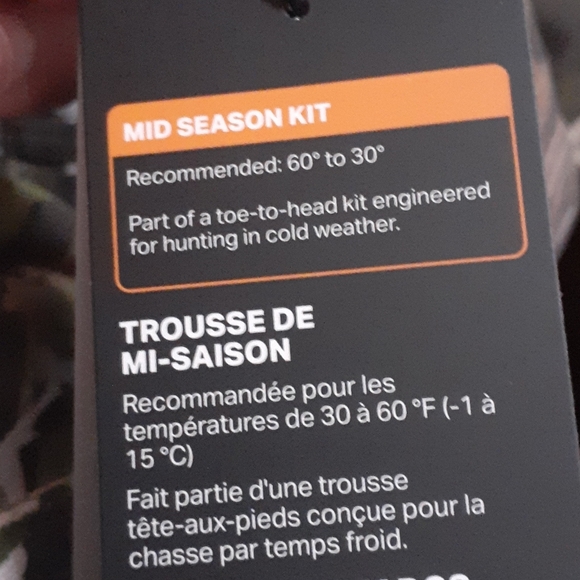 MID SEASON KIT
Recommended: 60° to 30°
Part of a toe-to-head kit engineered
for hunting in cold weather.
TROUSSE DE
MI-SAISON
Recommandée pour les
températures de 30 à 60 °F (-1 à
15 °C)
Fait partie d'une trousse
tête-aux-pieds conçue pour la
chasse par temps froid.